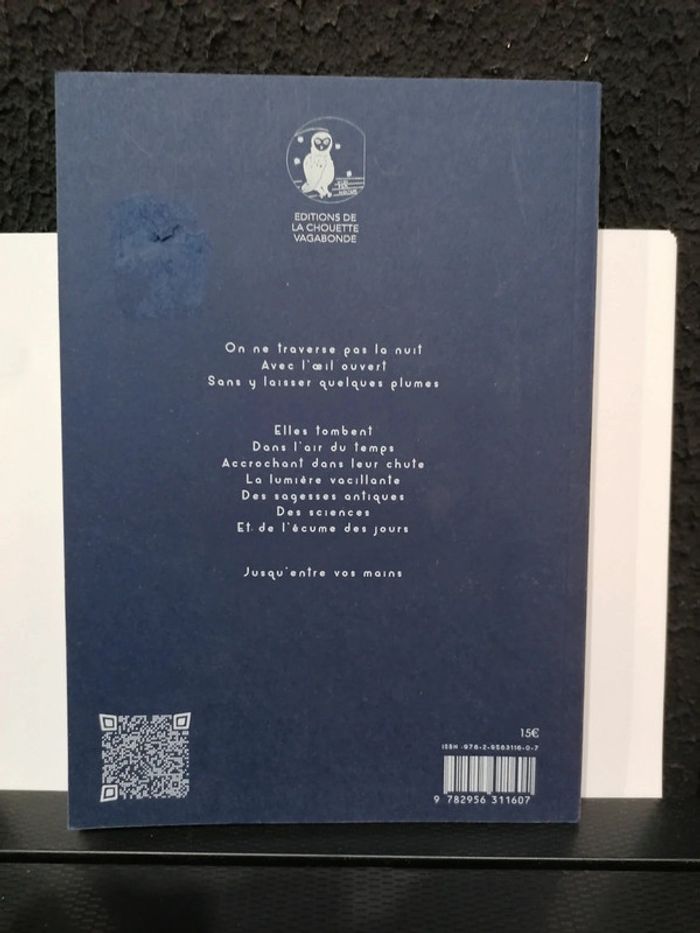 EDITIONS DE
LA CHOUETTE
VAGABONDE
On ne traverse pas la nuit
Avec l'œil ouvert
Sans y laisser quelques plumes
Elles tombent
Dans l'air du temps
Accrochant dans leur chute
La lumière vacillante
Des sagesses antiques
Des sciences
Et de l'écume des jours
Jusqu'entre vos mains
15€
ISBN 978-2-9563116-0-7
9 782956 311607